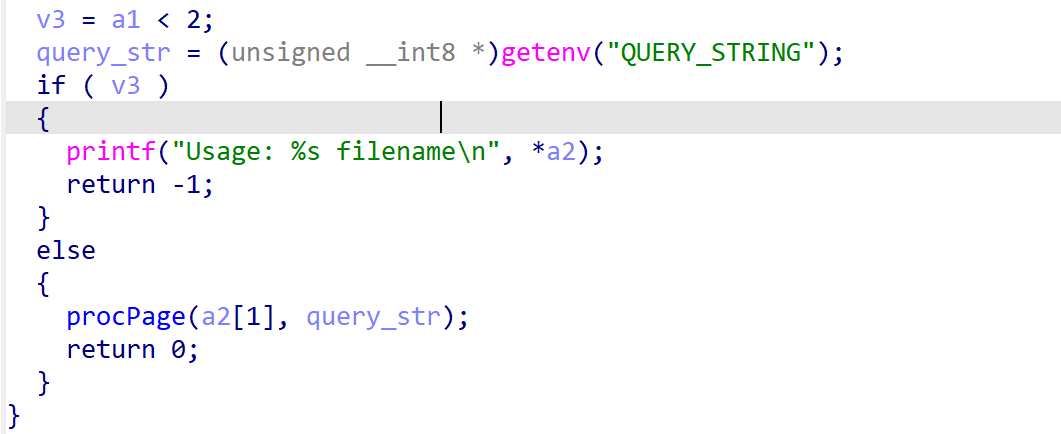 v3 = a1 < 2;
query_str = (unsigned __int8 *)getenv("QUERY_STRING");
if ( v3 )
{
printf("Usage: %s filename\n", *a2);
return -1;
}
else
{
procPage(a2[1], query_str);
return 0;
}
}